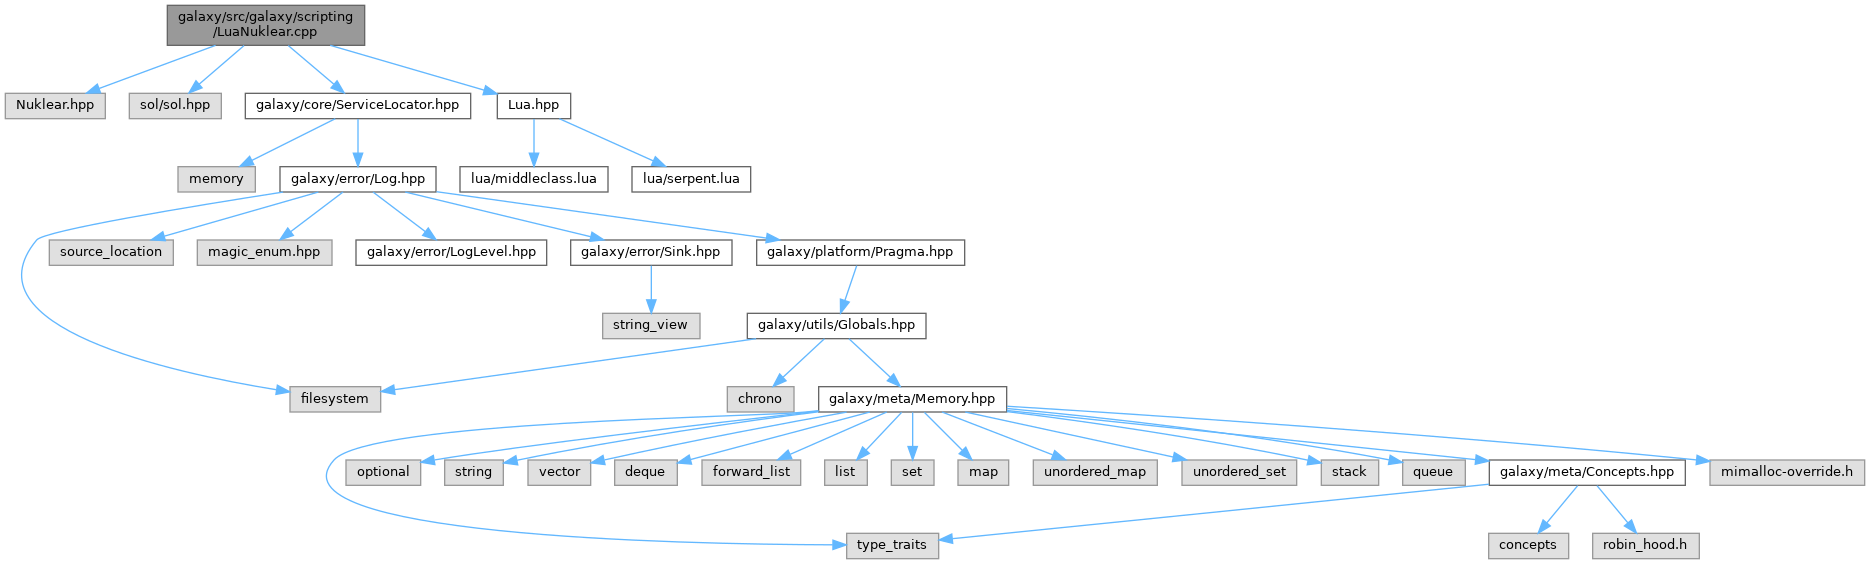 galaxy/src/galaxy/scripting
/LuaNuklear.cpp
Nuklear.hpp
sol/sol.hpp
galaxy/core/ServiceLocator.hpp
Lua.hpp
memory
galaxy/error/Log.hpp
lua/middleclass.lua
lua/serpent.lua
source_location
magic_enum.hpp
galaxy/error/LogLevel.hpp
galaxy/error/Sink.hpp
galaxy/platform/Pragma.hpp
string_view
galaxy/utils/Globals.hpp
filesystem
chrono
galaxy/meta/Memory.hpp
optional
string
vector
deque
forward_list
list
set
map
unordered_map
unordered_set
stack
queue
galaxy/meta/Concepts.hpp
mimalloc-override.h
type_traits
concepts
robin_hood.h